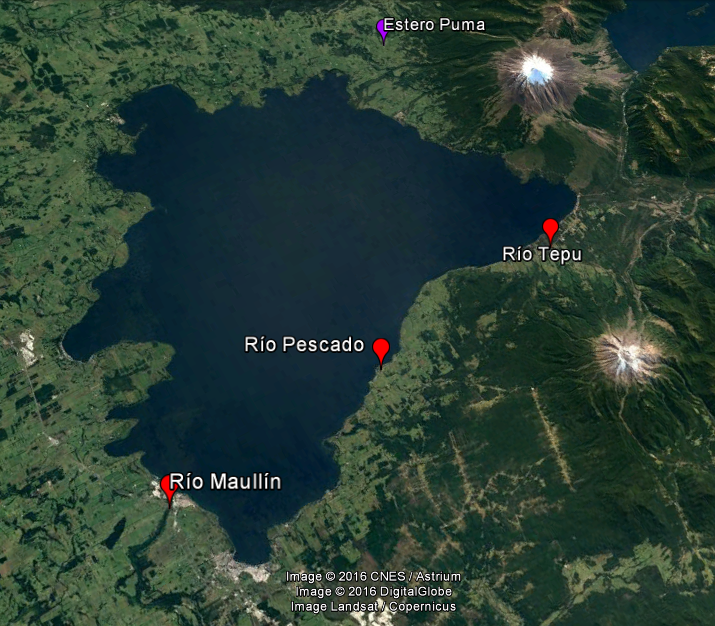 Estero Puma
Río Tepu
Río Pescado
Río Maullín
Image © 2016 CNES / Astrium
Image © 2016 DigitalGlobe
Image Landsat / Copernicus